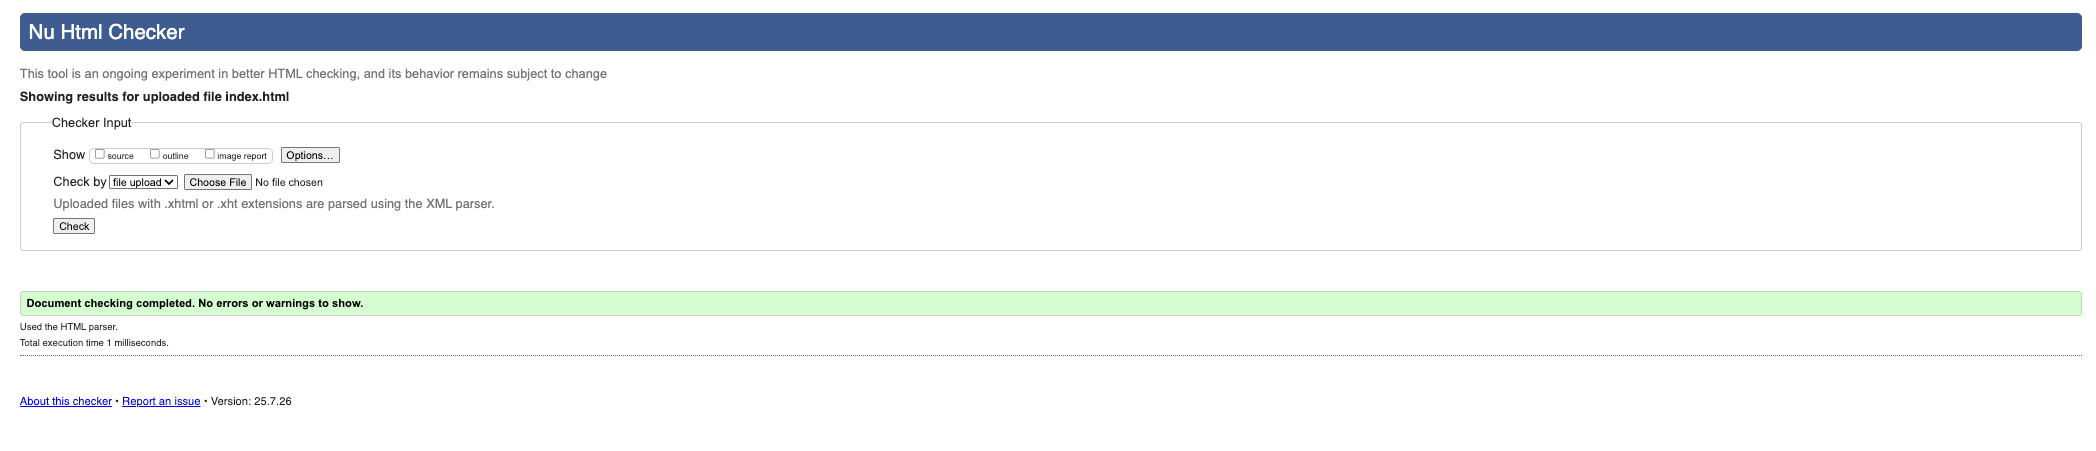 Nu Html Checker
This tool is an ongoing experiment in better HTML checking, and its behavior remains subject to change
Showing results for uploaded file index.html
Checker Input
Show source outline image report Options...
Check by file upload Choose File No file chosen
Uploaded files with .xhtml or .xht extensions are parsed using the XML parser.
Check
Document checking completed. No errors or warnings to show.
Used the HTML parser.
Total execution time 1 milliseconds.
About this checker • Report an issue • Version: 25.7.26